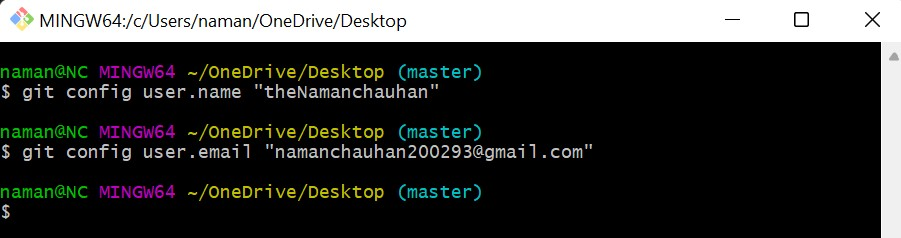 MINGW64:/c/Users/naman/OneDrive/Desktop
naman@NC MINGW64 ~/OneDrive/Desktop (master)
$ git config user.name "theNamanchauhan"
naman@NC MINGW64 ~/OneDrive/Desktop (master)
$ git config user.email "namanchauhan200293@gmail.com"
naman@NC MINGW64 ~/OneDrive/Desktop (master)
$